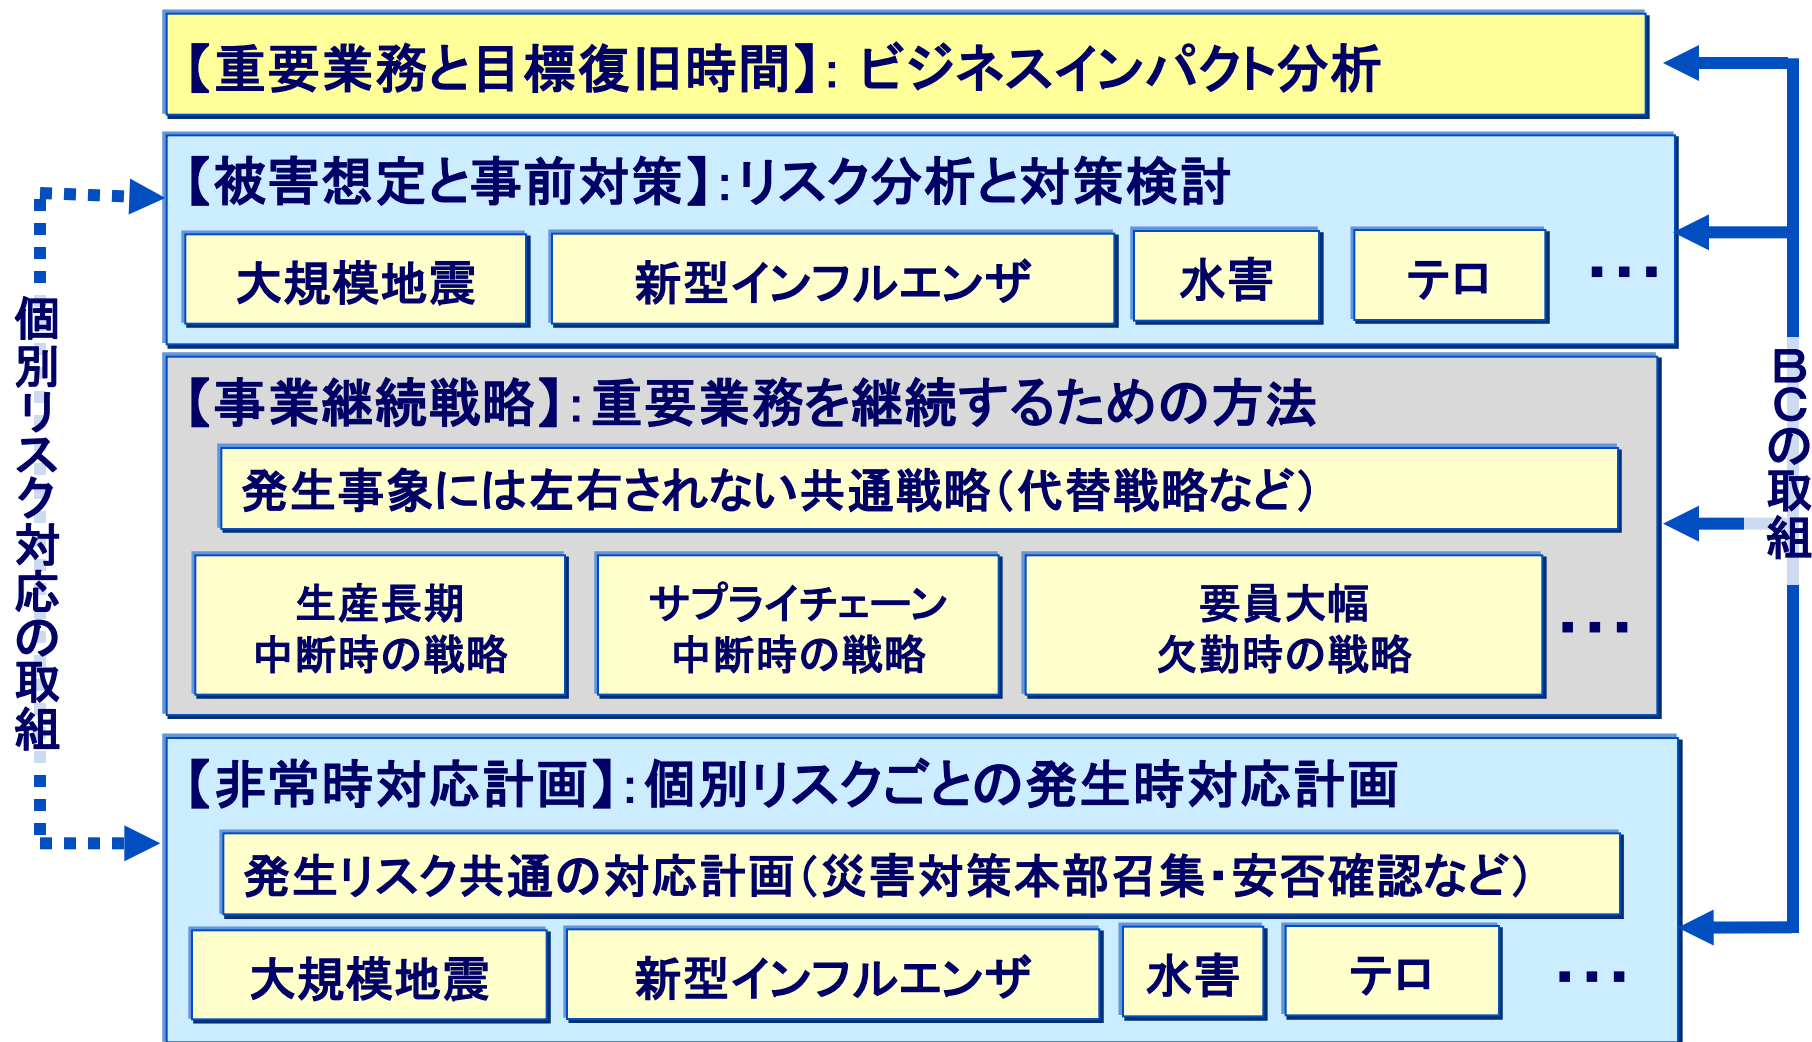 【重要業務と目標復旧時間】：ビジネスインパクト分析
【被害想定と事前対策】：リスク分析と対策検討
大規模地震
新型インフルエンザ
水害
テロ
・・・
【事業継続戦略】：重要業務を継続するための方法
発生事象には左右されない共通戦略（代替戦略など）
生産長期
中断時の戦略
サプライチェーン
中断時の戦略
要員大幅
欠勤時の戦略
・・・
【非常時対応計画】：個別リスクごとの発生時対応計画
発生リスク共通の対応計画（災害対策本部召集・安否確認など）
大規模地震
新型インフルエンザ
水害
テロ
・・・
個別リスク対応の取組
ＢＣの取組